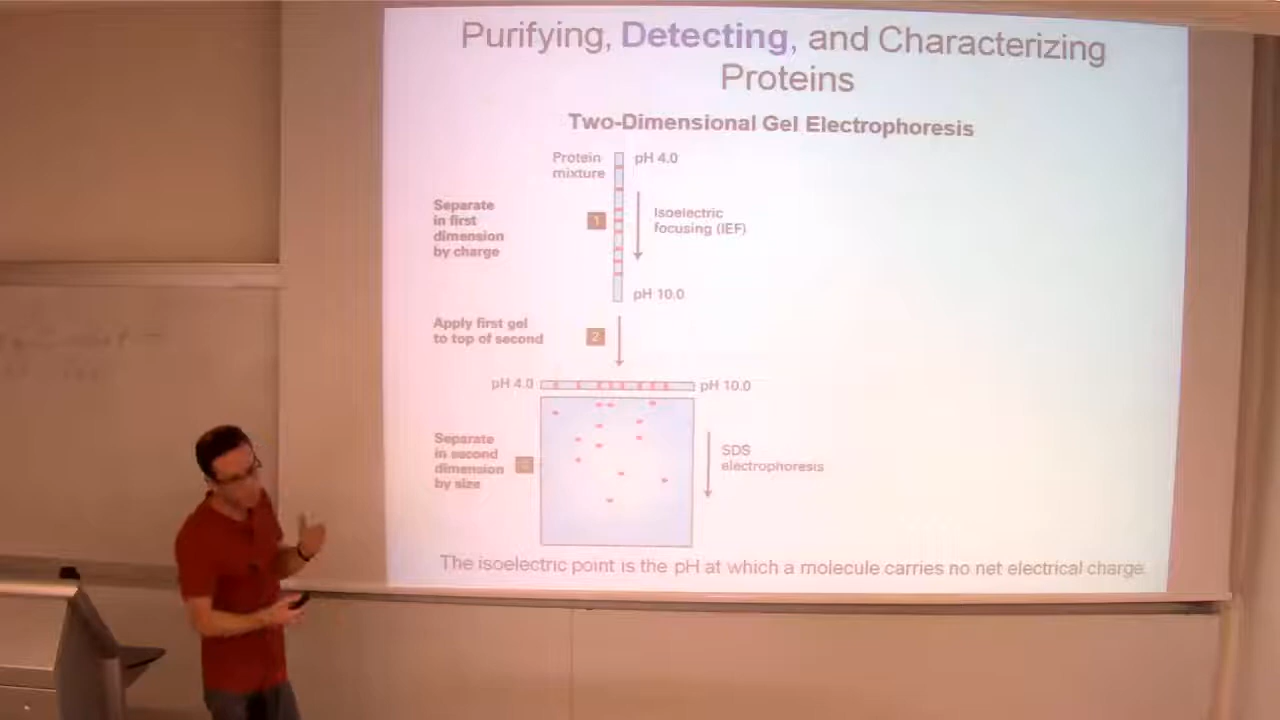 Purifying, Detecting, and Characterizing
Proteins
Two-Dimensional Gel Electrophoresis
Protein
mixture
pH 4.0
Separate
in first
dimension
by charge
1
Isoelectric
focusing (IEF)
pH 10.0
Apply first gel
to top of second
2
pH 4.0
pH 10.0
Separate
in second
dimension
by size
SDS
electrophoresis
The isoelectric point is the pH at which a molecule carries no net electrical charge